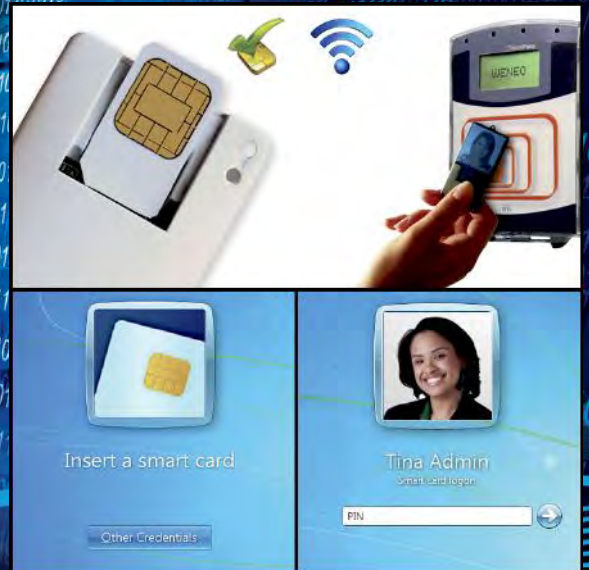 WENEO
Insert a smart card
Other Credentials
Tina Admin
Smart card logon
PIN